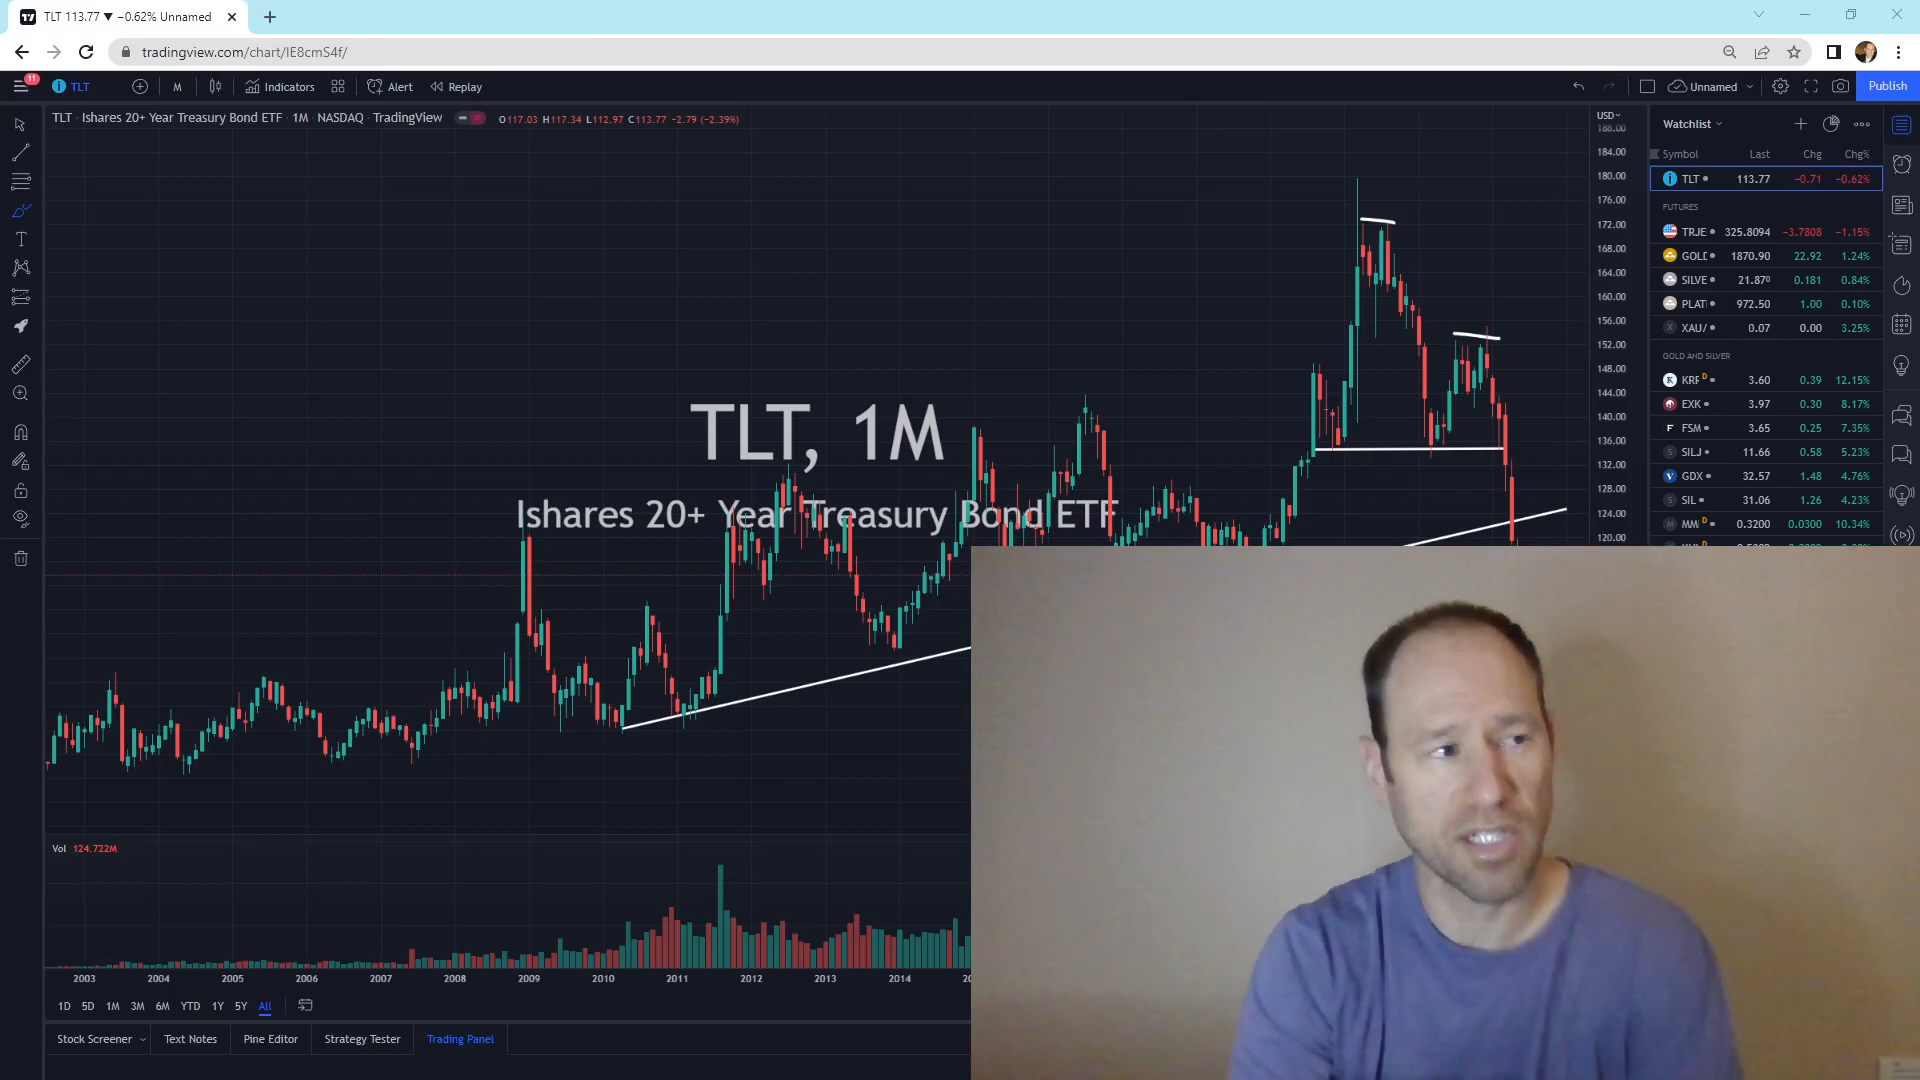 TLT 113.77 ▼ −0.62% Unnamed
tradingview.com/chart/IE8cmS4f/
11 TLT M Indicators Alert Replay Unnamed Publish
TLT · Ishares 20+ Year Treasury Bond ETF · 1M · NASDAQ · TradingView O117.03 H117.34 L112.97 C113.77 −2.79 (−2.39%)
USD
188.00
184.00
180.00
176.00
172.00
168.00
164.00
160.00
156.00
152.00
148.00
144.00
140.00
136.00
132.00
128.00
124.00
120.00
TLT, 1M
Ishares 20+ Year Treasury Bond ETF
Watchlist
Symbol Last Chg Chg%
TLT 113.77 −0.71 −0.62%
FUTURES
TRJE 325.8094 −3.7808 −1.15%
GOLD 1870.90 22.92 1.24%
SILVE 21.870 0.181 0.84%
PLATI 972.50 1.00 0.10%
XAU/ 0.07 0.00 3.25%
GOLD AND SILVER
KRR D 3.60 0.39 12.15%
EXK 3.97 0.30 8.17%
FSM 3.65 0.25 7.35%
SILJ 11.66 0.58 5.23%
GDX 32.57 1.48 4.76%
SIL 31.06 1.26 4.23%
D 0.3200 0.0300 10.34%
Vol 124.722M
2003 2004 2005 2006 2007 2008 2009 2010 2011 2012 2013 2014
1D 5D 1M 3M 6M YTD 1Y 5Y All
Stock Screener Text Notes Pine Editor Strategy Tester Trading Panel